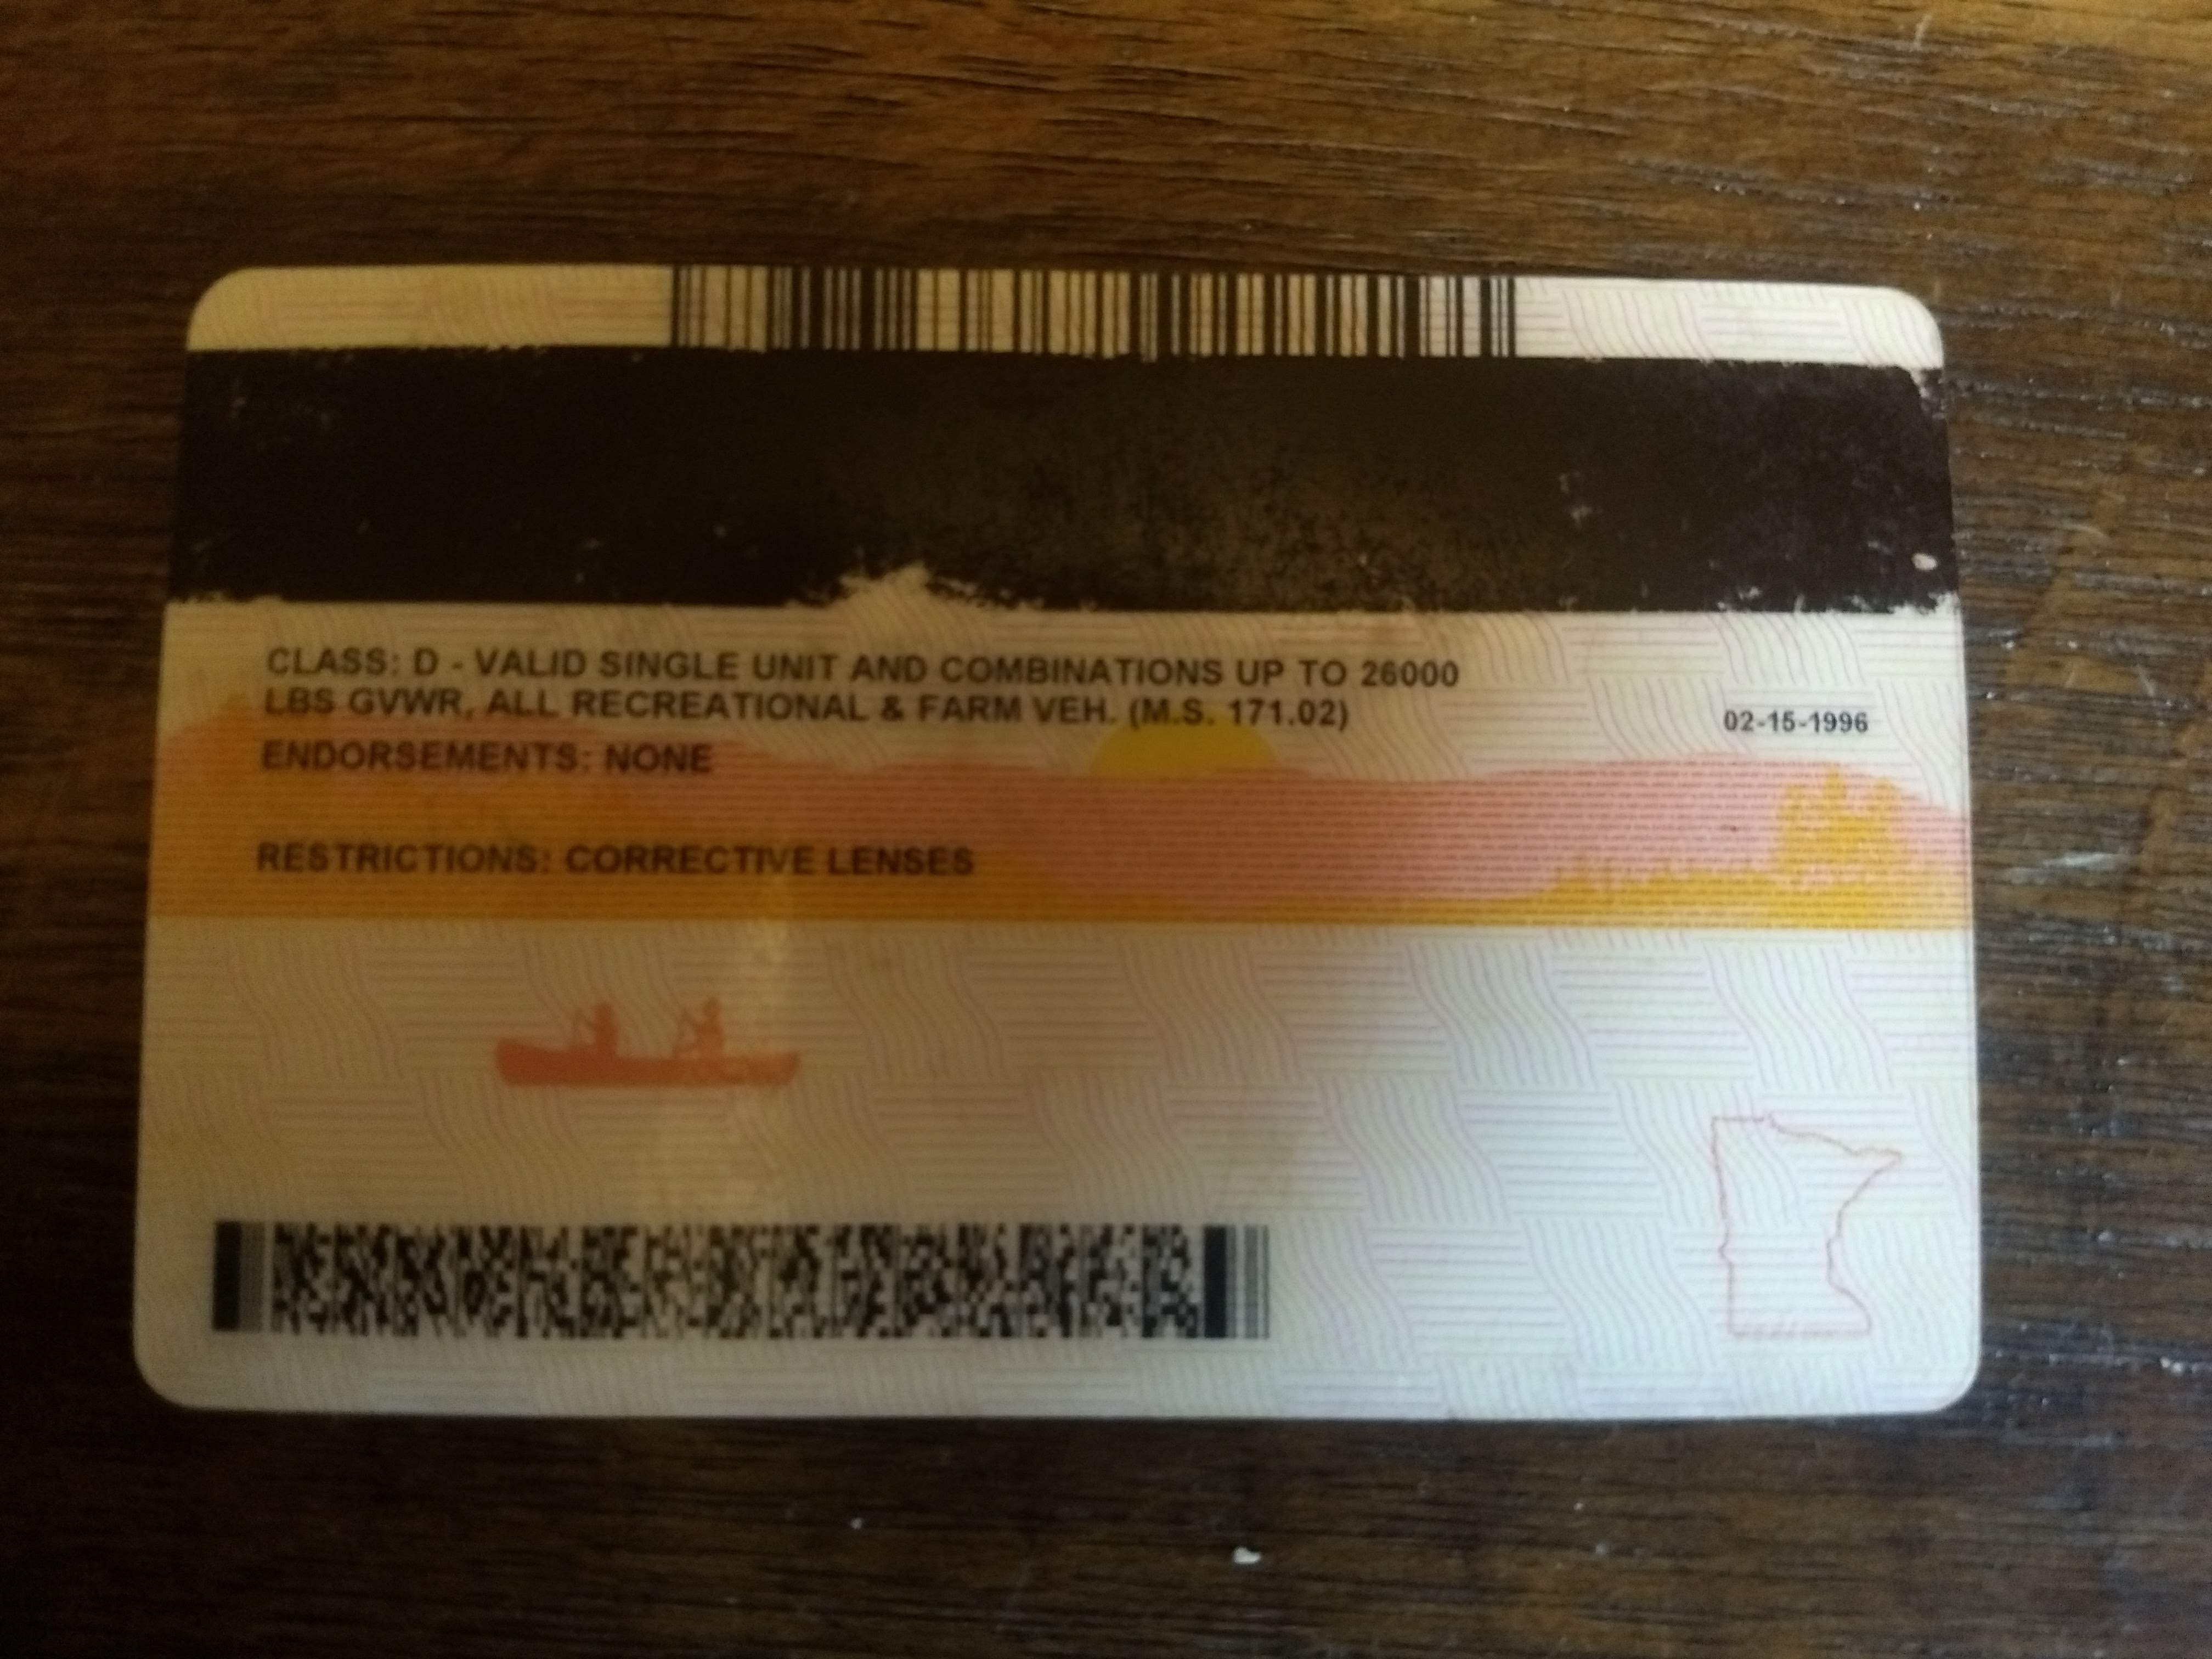 CLASS: D - VALID SINGLE UNIT AND COMBINATIONS UP TO 26000
LBS GVWR, ALL RECREATIONAL & FARM VEH. (M.S. 171.02)
02-15-1996
ENDORSEMENTS: NONE
RESTRICTIONS: CORRECTIVE LENSES